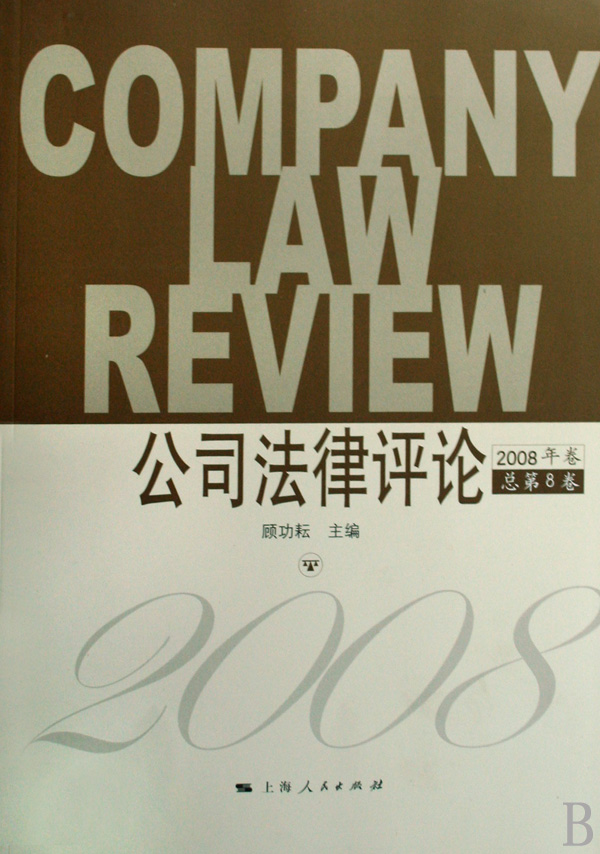 COMPANY
LAW
REVIEW
公司法律评论
2008年卷
总第8卷
顾功耘 主编
2008
上海人民出版社
B